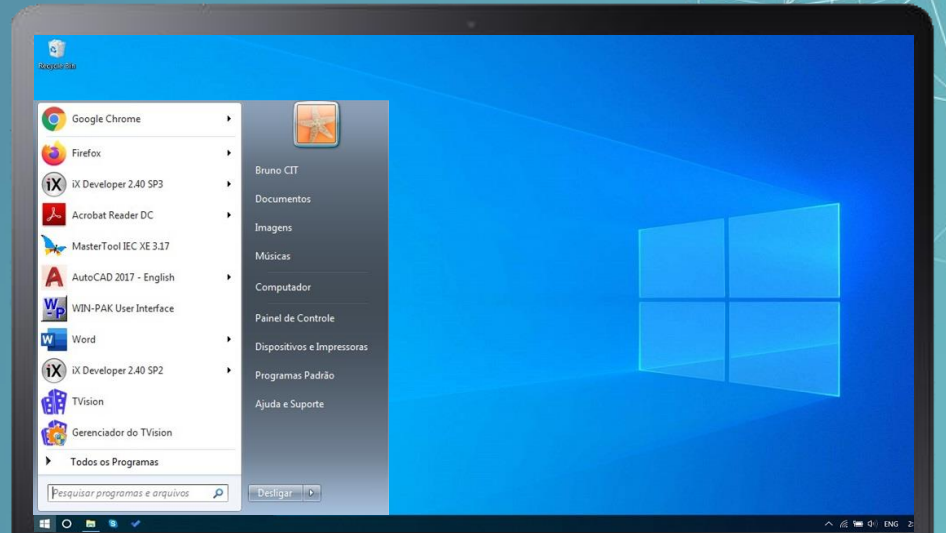 Recycle Bin
Google Chrome
Firefox
iX Developer 2.40 SP3
Acrobat Reader DC
MasterTool IEC XE 3.17
AutoCAD 2017 - English
WIN-PAK User Interface
Word
iX Developer 2.40 SP2
TVision
Gerenciador do TVision
Todos os Programas
Pesquisar programas e arquivos
Bruno CIT
Documentos
Imagens
Músicas
Computador
Painel de Controle
Dispositivos e Impressoras
Programas Padrão
Ajuda e Suporte
Desligar
ENG